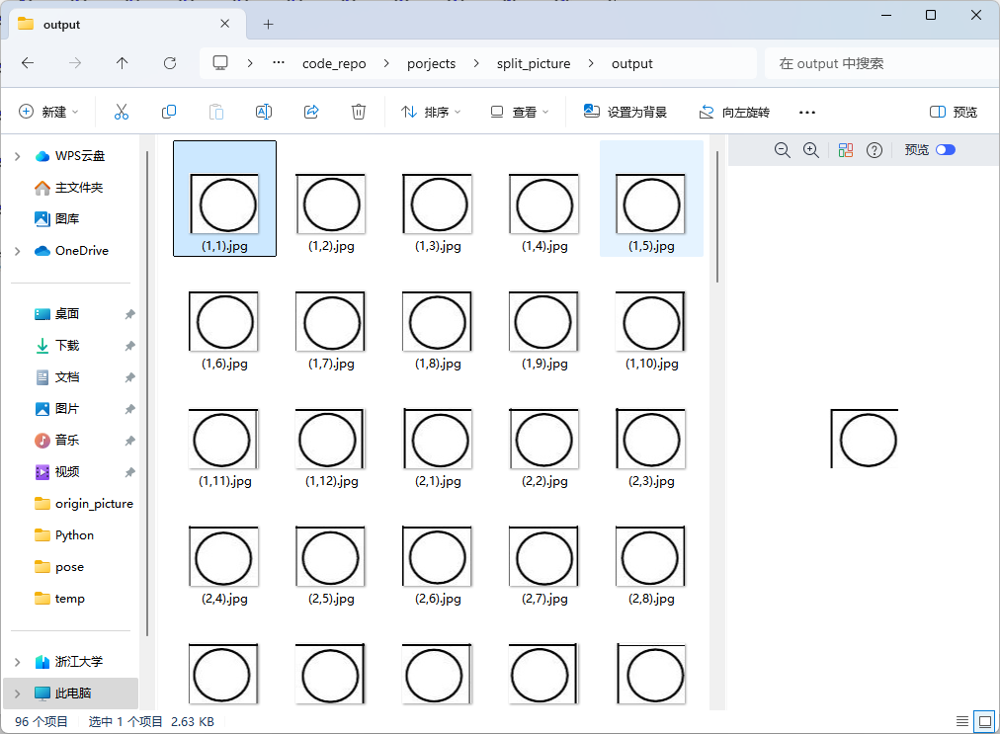 output
code_repo
porjects
split_picture
output
在 output 中搜索
新建
排序
查看
设置为背景
向左旋转
预览
WPS云盘
主文件夹
图库
OneDrive
桌面
下载
文档
图片
音乐
视频
origin_picture
Python
pose
temp
浙江大学
此电脑
(1,1).jpg
(1,2).jpg
(1,3).jpg
(1,4).jpg
(1,5).jpg
(1,6).jpg
(1,7).jpg
(1,8).jpg
(1,9).jpg
(1,10).jpg
(1,11).jpg
(1,12).jpg
(2,1).jpg
(2,2).jpg
(2,3).jpg
(2,4).jpg
(2,5).jpg
(2,6).jpg
(2,7).jpg
(2,8).jpg
预览
96 个项目
选中 1 个项目 2.63 KB